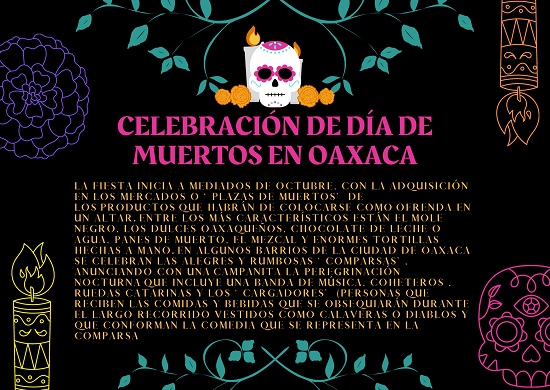 CELEBRACIÓN DE DÍA DE
MUERTOS EN OAXACA
LA FIESTA INICIA A MEDIADOS DE OCTUBRE, CON LA ADQUISICIÓN
EN LOS MERCADOS O " PLAZAS DE MUERTOS" DE
LOS PRODUCTOS QUE HABRÁN DE COLOCARSE COMO OFRENDA EN
UN ALTAR. ENTRE LOS MÁS CARACTERÍSTICOS ESTÁN EL MOLE
NEGRO, LOS DULCES OAXAQUEÑOS, CHOCOLATE DE LECHE O
AGUA, PANES DE MUERTO, EL MEZCAL Y ENORMES TORTILLAS
HECHAS A MANO. EN ALGUNOS BARRIOS DE LA CIUDAD DE OAXACA
SE CELEBRAN LAS ALEGRES Y RUMBOSAS " COMPARSAS" ,
ANUNCIANDO CON UNA CAMPANITA LA PEREGRINACIÓN
NOCTURNA QUE INCLUYE UNA BANDA DE MÚSICA, COHETEROS ,
RUEDAS CATARINAS Y LOS " CARGADORES" (PERSONAS QUE
RECIBEN LAS COMIDAS Y BEBIDAS QUE SE OBSEQUIARÁN DURANTE
EL LARGO RECORRIDO VESTIDOS COMO CALAVERAS O DIABLOS Y
QUE CONFORMAN LA COMEDIA QUE SE REPRESENTA EN LA
COMPARSA